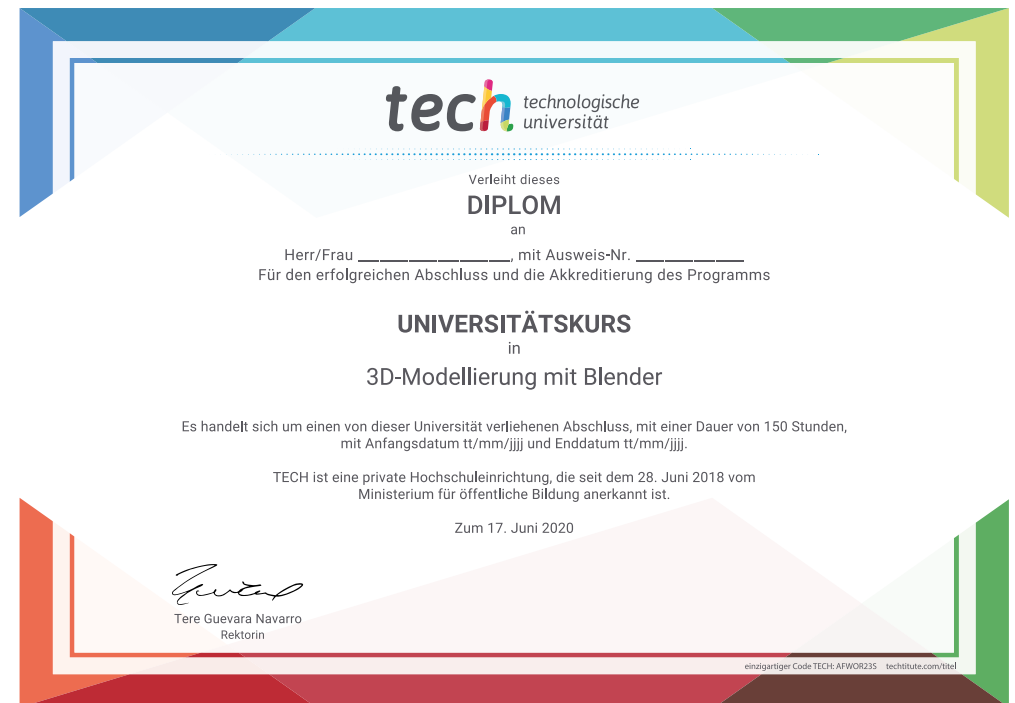 tech technologische
universität
Verleiht dieses
DIPLOM
an
Herr/Frau ____________________, mit Ausweis-Nr. ______________
Für den erfolgreichen Abschluss und die Akkreditierung des Programms
UNIVERSITÄTSKURS
in
3D-Modellierung mit Blender
Es handelt sich um einen von dieser Universität verliehenen Abschluss, mit einer Dauer von 150 Stunden,
mit Anfangsdatum tt/mm/jjjj und Enddatum tt/mm/jjjj.
TECH ist eine private Hochschuleinrichtung, die seit dem 28. Juni 2018 vom
Ministerium für öffentliche Bildung anerkannt ist.
Zum 17. Juni 2020
Tere Guevara Navarro
Rektorin
einzigartiger Code TECH: AFWOR23S techtitute.com/titel